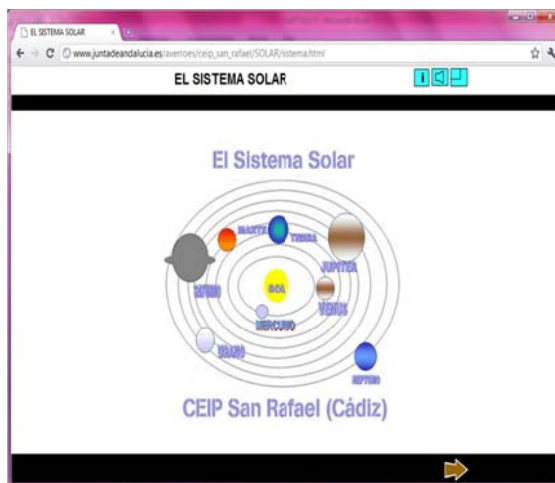 EL SISTEMA SOLAR
www.juntadeandalucia.es/averroes/ceip_san_rafael/SOLAR/sistema.html
EL SISTEMA SOLAR
El Sistema Solar
MARTE
TIERRA
JUPITER
SATURNO
SOL
VENUS
MERCURIO
URANO
NEPTUNO
CEIP San Rafael (Cádiz)